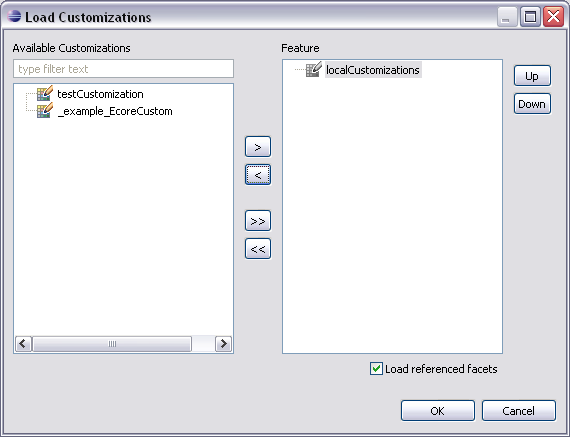 Load Customizations
Available Customizations
type filter text
testCustomization
_example_EcoreCustom
>
<
>>
<<
Feature
localCustomizations
Up
Down
Load referenced facets
OK
Cancel